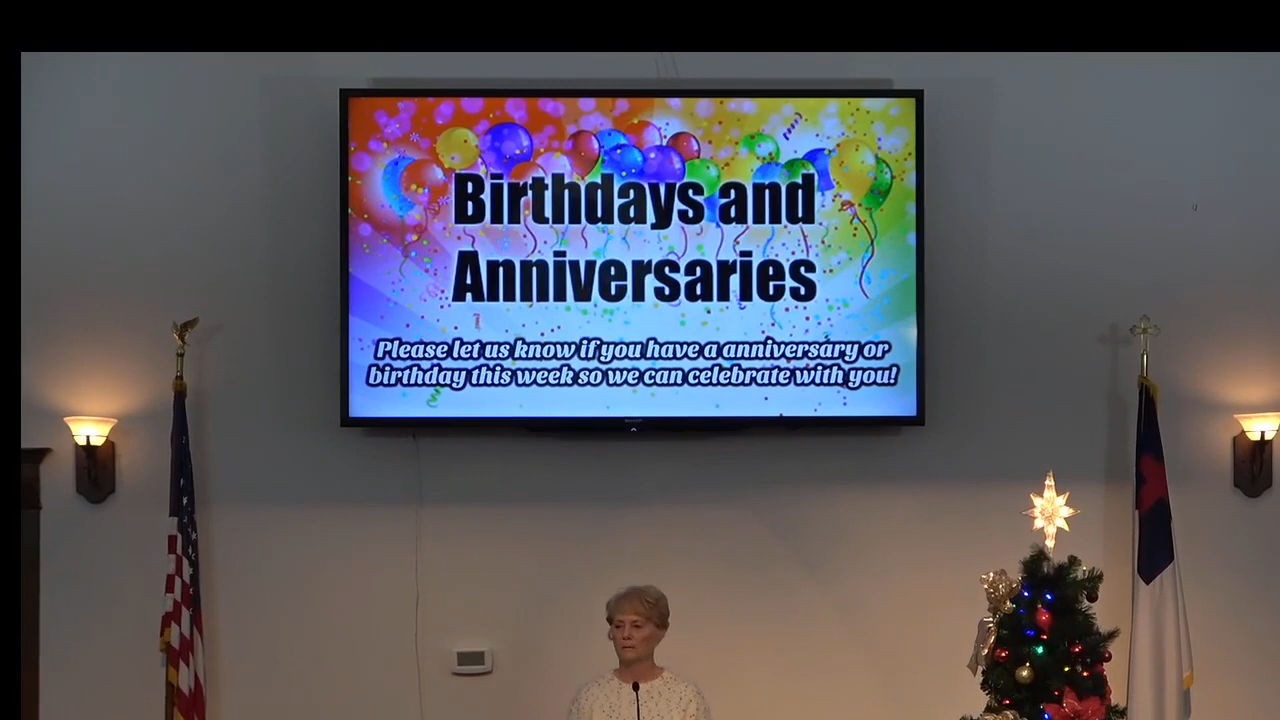 Birthdays and
Anniversaries
Please let us know if you have a anniversary or
birthday this week so we can celebrate with you!